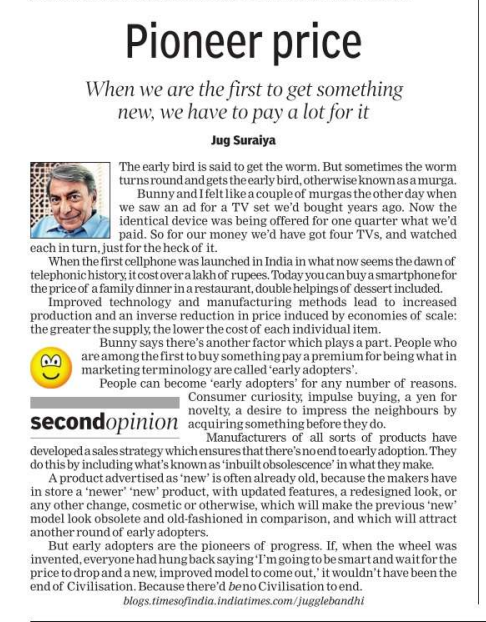 Pioneer price
When we are the first to get something
new, we have to pay a lot for it
Jug Suraiya
The early bird is said to get the worm. But sometimes the worm
turns round and gets the early bird, otherwise known as a murga.
Bunny and I felt like a couple of murgas the other day when
we saw an ad for a TV set we'd bought years ago. Now the
identical device was being offered for one quarter what we'd
paid. So for our money we'd have got four TVs, and watched
each in turn, just for the heck of it.
When the first cellphone was launched in India in what now seems the dawn of
telephonic history, it cost over a lakh of rupees. Today you can buy a smartphone for
the price of a family dinner in a restaurant, double helpings of dessert included.
Improved technology and manufacturing methods lead to increased
production and an inverse reduction in price induced by economies of scale:
the greater the supply, the lower the cost of each individual item.
Bunny says there's another factor which plays a part. People who
are among the first to buy something pay a premium for being what in
marketing terminology are called 'early adopters'.
People can become 'early adopters' for any number of reasons.
Consumer curiosity, impulse buying, a yen for
novelty, a desire to impress the neighbours by
acquiring something before they do.
secondopinion
Manufacturers of all sorts of products have
developed a sales strategy which ensures that there's no end to early adoption. They
do this by including what's known as 'inbuilt obsolescence' in what they make.
A product advertised as 'new' is often already old, because the makers have
in store a 'newer' 'new' product, with updated features, a redesigned look, or
any other change, cosmetic or otherwise, which will make the previous 'new'
model look obsolete and old-fashioned in comparison, and which will attract
another round of early adopters.
But early adopters are the pioneers of progress. If, when the wheel was
invented, everyone had hung back saying 'I'm going to be smart and wait for the
price to drop and a new, improved model to come out,' it wouldn't have been the
end of Civilisation. Because there'd be no Civilisation to end.
blogs.timesofindia.indiatimes.com/jugglebandhi